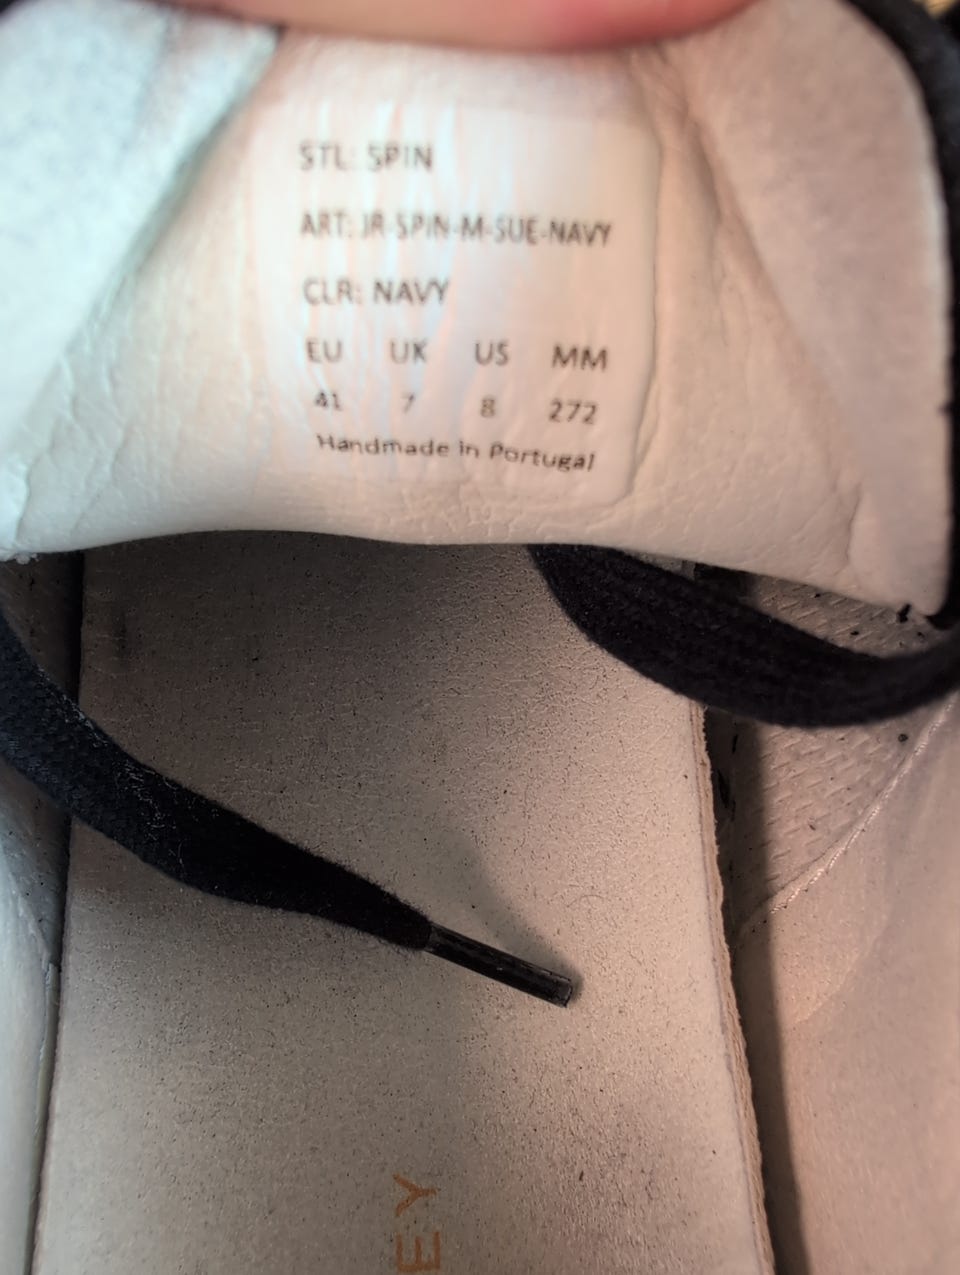 STL: SPIN
ART: JR-SPIN-M-SUE-NAVY
CLR: NAVY
EU UK US MM
41 7 8 272
Handmade in Portugal
EY